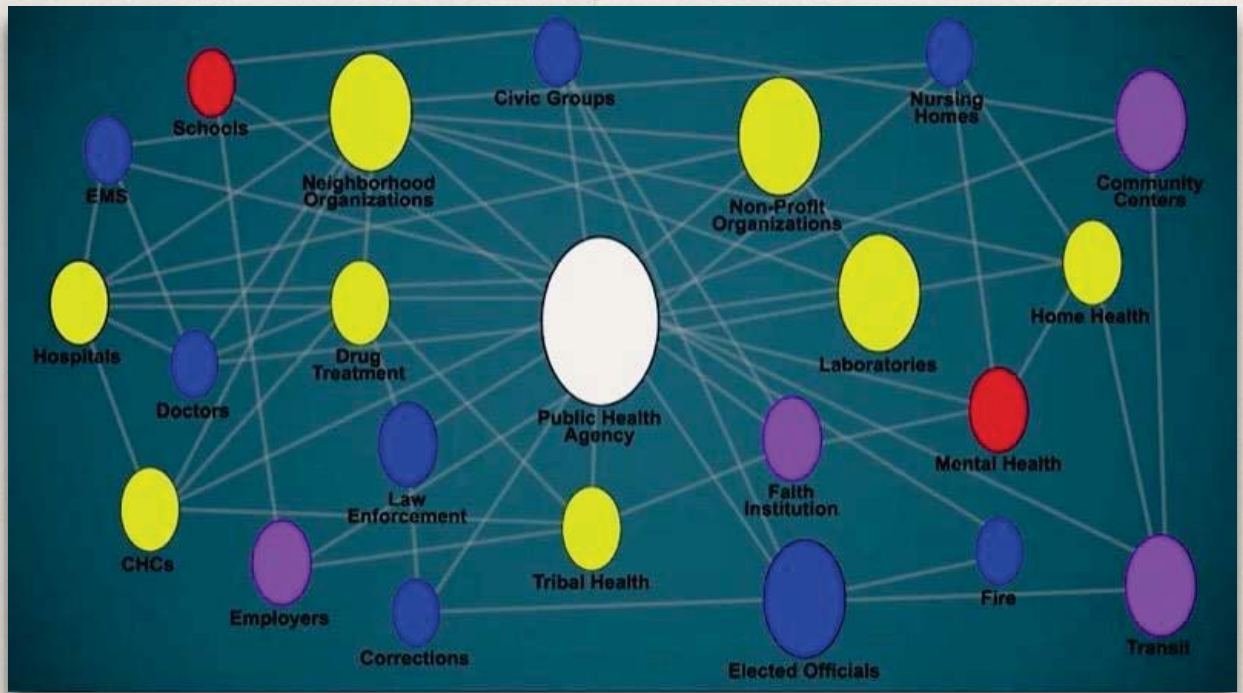 Civic Groups
Nursing
Homes
Schools
EMS
Neighborhood
Organizations
Non-Profit
Organizations
Community
Centers
Hospitals
Drug
Treatment
Home Health
Doctors
Laboratories
Public Health
Agency
Mental Health
Law
Enforcement
Faith
Institution
CHCs
Tribal Health
Employers
Fire
Corrections
Elected Officials
Transit